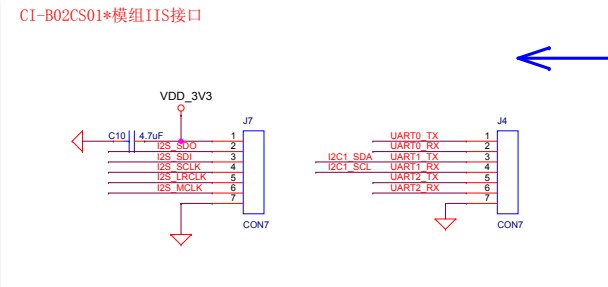 CI-B02CS01*模组IIS接口
VDD_3V3
J7
J4
C10 4.7uF
1
I2S_SDO 2
I2S_SDI 3
I2S_SCLK 4
I2S_LRCLK 5
I2S_MCLK 6
7
CON7
UART0_TX 1
UART0_RX 2
I2C1_SDA UART1_TX 3
I2C1_SCL UART1_RX 4
UART2_TX 5
UART2_RX 6
7
CON7